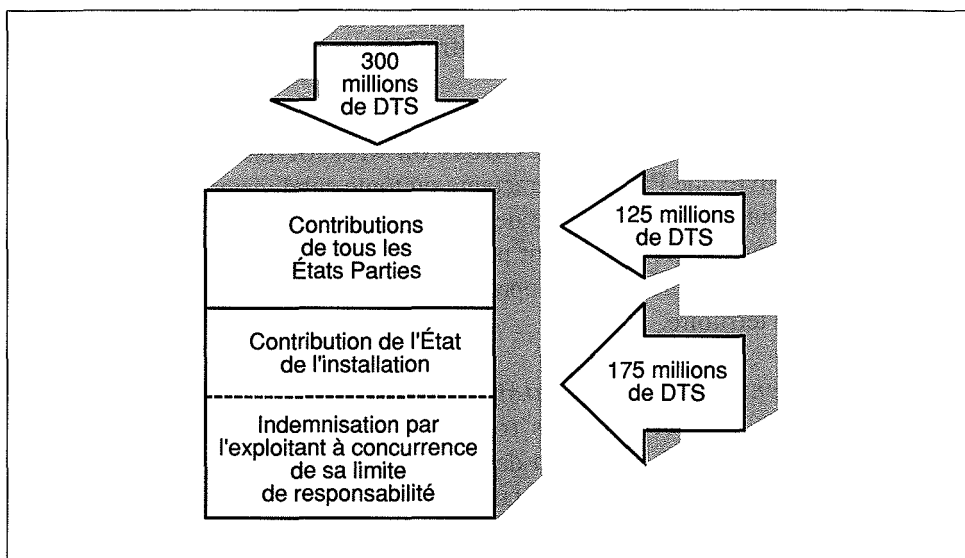 300
millions
de DTS
Contributions
de tous les
États Parties
125 millions
de DTS
Contribution de l'État
de l'installation
175 millions
de DTS
Indemnisation par
l'exploitant à concurrence
de sa limite
de responsabilité